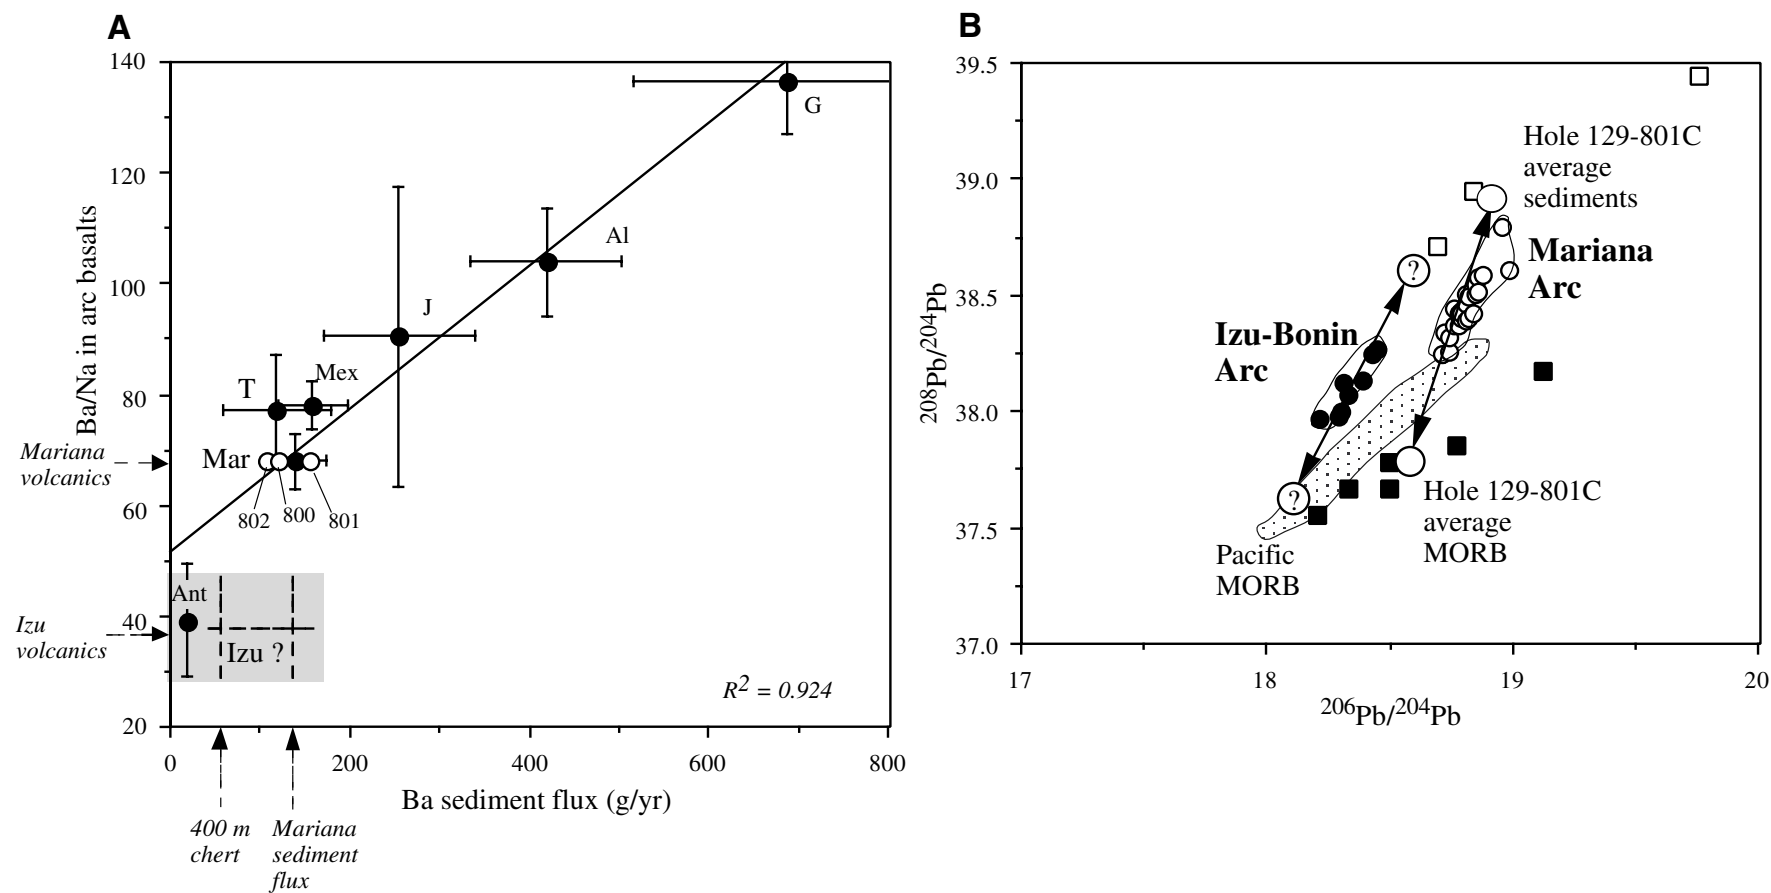 A
140
120
100
80
60
40
20
Ba/Na in arc basalts
Mariana
volcanics
Izu
volcanics
G
Al
J
Mex
T
Mar
802
800
801
Ant
Izu ?
R2 = 0.924
0
200
400
600
800
Ba sediment flux (g/yr)
400 m
chert
Mariana
sediment
flux
B
39.5
39.0
38.5
38.0
37.5
37.0
208Pb/204Pb
Hole 129-801C
average
sediments
Mariana
Arc
?
Izu-Bonin
Arc
?
Hole 129-801C
average
MORB
Pacific
MORB
17
18
19
20
206Pb/204Pb